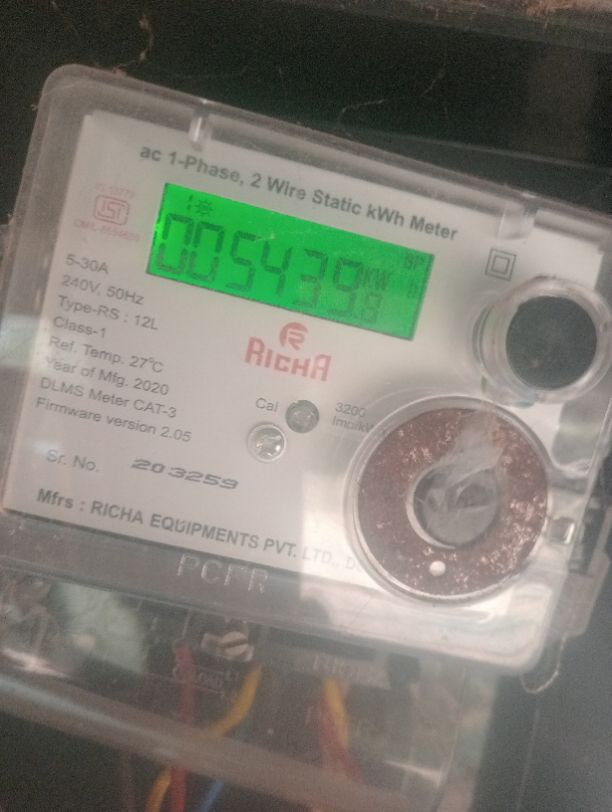 ac 1-Phase, 2 Wire Static kWh Meter
005439.8
KW
h
5-30A
240V, 50Hz
Type-RS : 12L
Class-1
Ref. Temp. 27°C
Year of Mfg. 2020
DLMS Meter CAT-3
Firmware version 2.05
RICHA
Cal
3200
Sr. No. 203259
Mfrs : RICHA EQUIPMENTS PVT. LTD.,